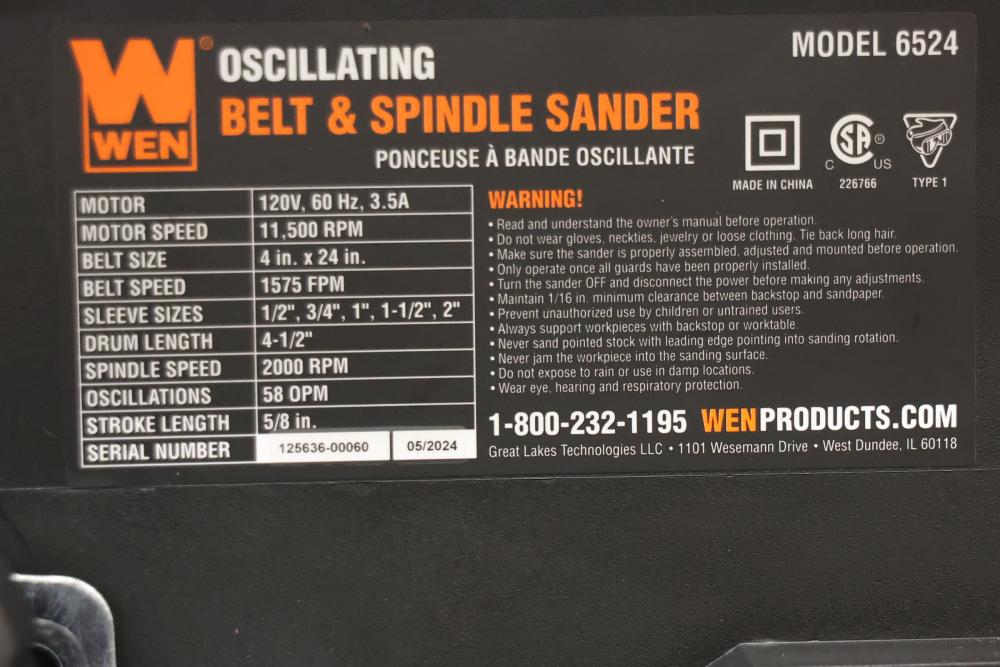 WEN®
OSCILLATING
BELT & SPINDLE SANDER
PONCEUSE À BANDE OSCILLANTE
MODEL 6524
MADE IN CHINA
C SA® US
226766
TYPE 1
MOTOR 120V, 60 Hz, 3.5A
MOTOR SPEED 11,500 RPM
BELT SIZE 4 in. x 24 in.
BELT SPEED 1575 FPM
SLEEVE SIZES 1/2", 3/4", 1", 1-1/2", 2"
DRUM LENGTH 4-1/2"
SPINDLE SPEED 2000 RPM
OSCILLATIONS 58 OPM
STROKE LENGTH 5/8 in.
SERIAL NUMBER 125636-00060 05/2024
WARNING!
• Read and understand the owner's manual before operation.
• Do not wear gloves, neckties, jewelry or loose clothing. Tie back long hair.
• Make sure the sander is properly assembled, adjusted and mounted before operation.
• Only operate once all guards have been properly installed.
• Turn the sander OFF and disconnect the power before making any adjustments.
• Maintain 1/16 in. minimum clearance between backstop and sandpaper.
• Prevent unauthorized use by children or untrained users.
• Always support workpieces with backstop or worktable.
• Never sand pointed stock with leading edge pointing into sanding rotation.
• Never jam the workpiece into the sanding surface.
• Do not expose to rain or use in damp locations.
• Wear eye, hearing and respiratory protection.
1-800-232-1195 WENPRODUCTS.COM
Great Lakes Technologies LLC • 1101 Wesemann Drive • West Dundee, IL 60118